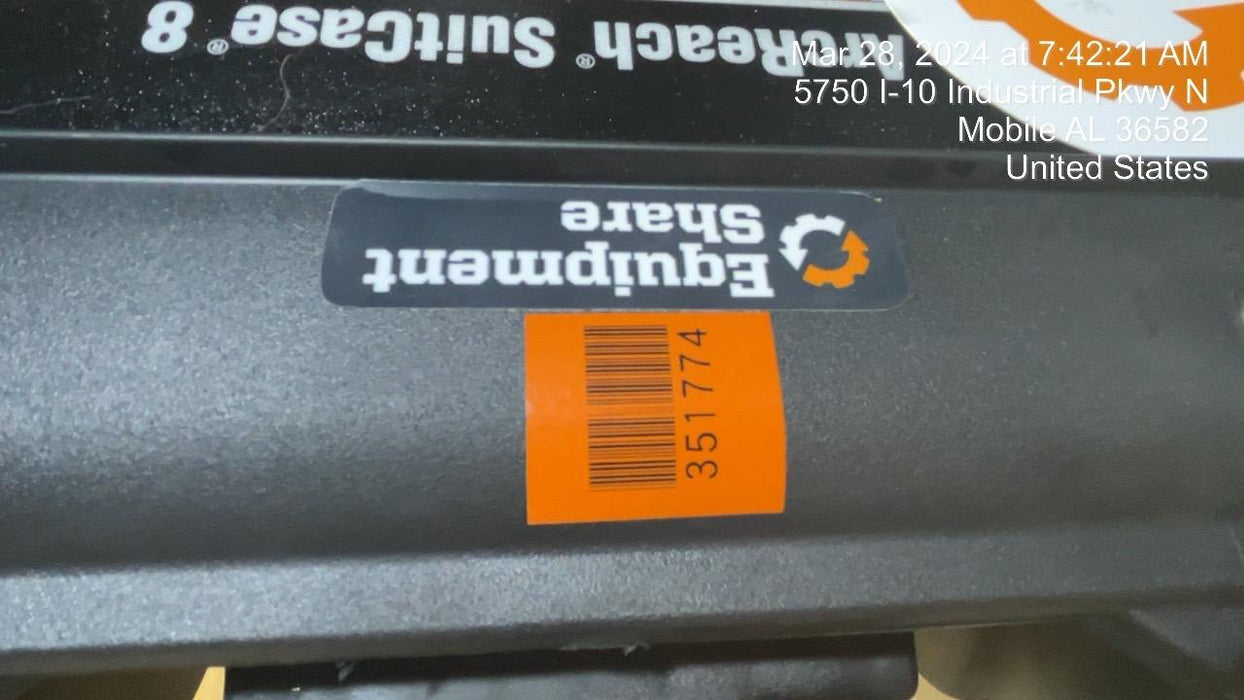 ArcReach® SuitCase® 8
Mar 28, 2024 at 7:42:21 AM
5750 I-10 Industrial Pkwy N
Mobile AL 36582
United States
Equipment
Share
351774